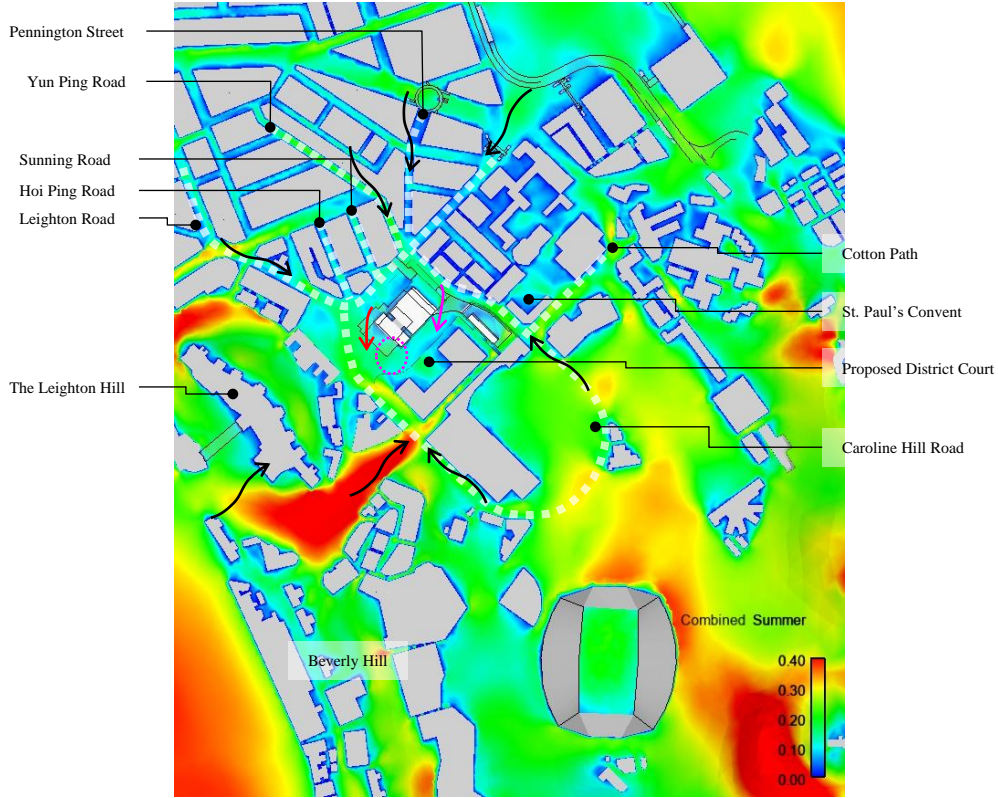 Pennington Street
Yun Ping Road
Sunning Road
Hoi Ping Road
Leighton Road
Cotton Path
St. Paul's Convent
Proposed District Court
The Leighton Hill
Caroline Hill Road
Combined Summer
Beverly Hill
0.40
0.30
0.20
0.10
0.00